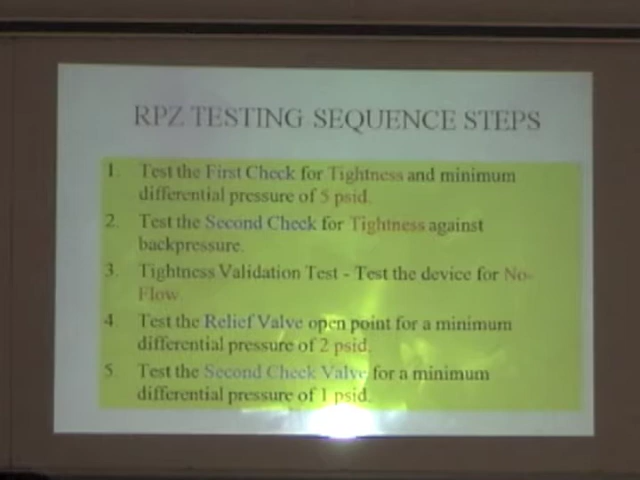 RPZ TESTING SEQUENCE STEPS
1. Test the First Check for Tightness and minimum
differential pressure of 5 psid.
2. Test the Second Check for Tightness against
backpressure.
3. Tightness Validation Test - Test the device for No-
Flow
4. Test the Relief Valve open point for a minimum
differential pressure of 2 psid.
5. Test the Second Check Valve for a minimum
differential pressure of 1 psid.